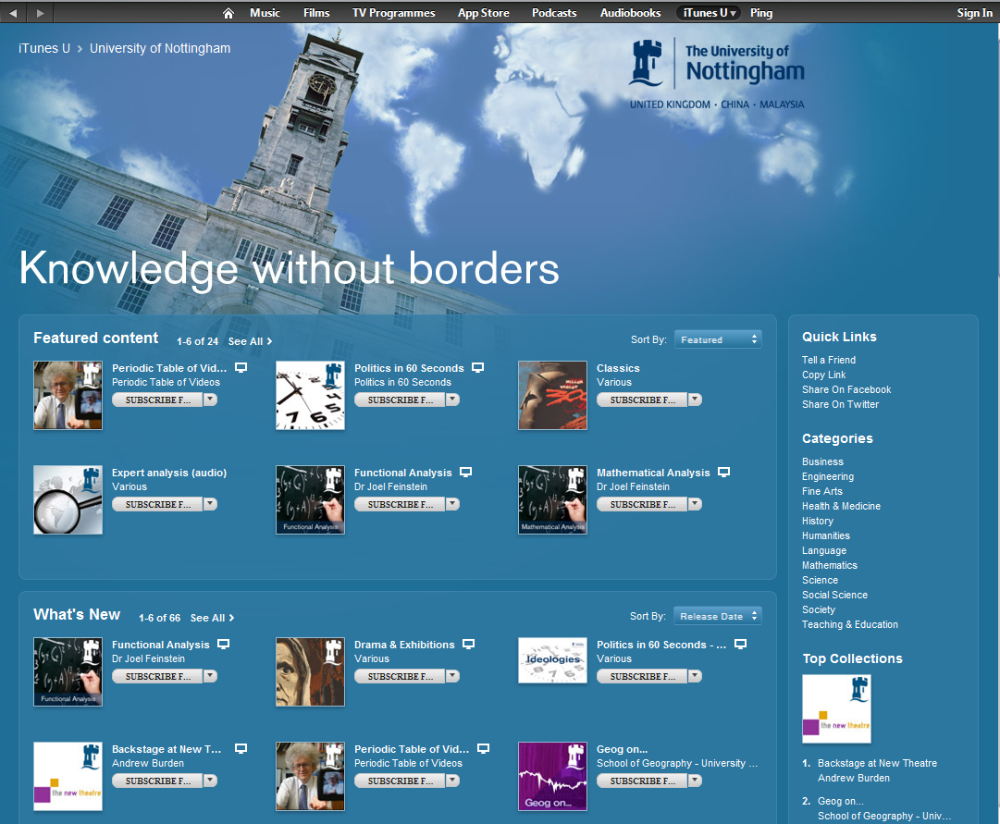 Music Films TV Programmes App Store Podcasts Audiobooks iTunes U Ping Sign In
iTunes U > University of Nottingham
The University of
Nottingham
UNITED KINGDOM · CHINA · MALAYSIA
Knowledge without borders
Featured content 1-6 of 24 See All > Sort By: Featured
Periodic Table of Vid...
Periodic Table of Videos
SUBSCRIBE F...
Politics in 60 Seconds
Politics in 60 Seconds
SUBSCRIBE F...
Classics
Various
SUBSCRIBE F...
MILLER
VARLEY
300
Expert analysis (audio)
Various
SUBSCRIBE F...
Functional Analysis
Dr Joel Feinstein
SUBSCRIBE F...
Functional Analysis
Mathematical Analysis
Dr Joel Feinstein
SUBSCRIBE F...
Mathematical Analysis
What's New 1-6 of 66 See All > Sort By: Release Date
Functional Analysis
Dr Joel Feinstein
SUBSCRIBE F...
Functional Analysis
Drama & Exhibitions
Various
SUBSCRIBE F...
Politics in 60 Seconds - ...
Various
SUBSCRIBE F...
Ideologies
Backstage at New T...
Andrew Burden
SUBSCRIBE F...
the new theatre
Periodic Table of Vid...
Periodic Table of Videos
SUBSCRIBE F...
Geog on...
School of Geography - University ...
SUBSCRIBE F...
Geog on...
Quick Links
Tell a Friend
Copy Link
Share On Facebook
Share On Twitter
Categories
Business
Engineering
Fine Arts
Health & Medicine
History
Humanities
Language
Mathematics
Science
Social Science
Society
Teaching & Education
Top Collections
the new theatre
1. Backstage at New Theatre
Andrew Burden
2. Geog on...
School of Geography - Univ...